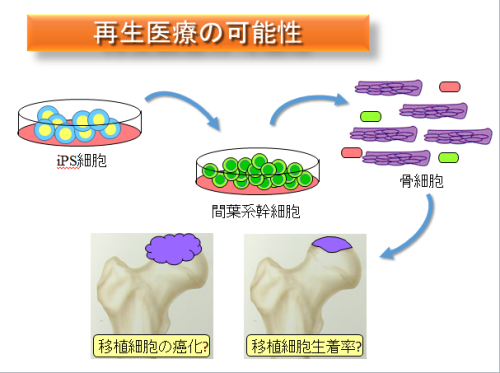 再生医療の可能性
iPS細胞
間葉系幹細胞
骨細胞
移植細胞の癌化?
移植細胞生着率?